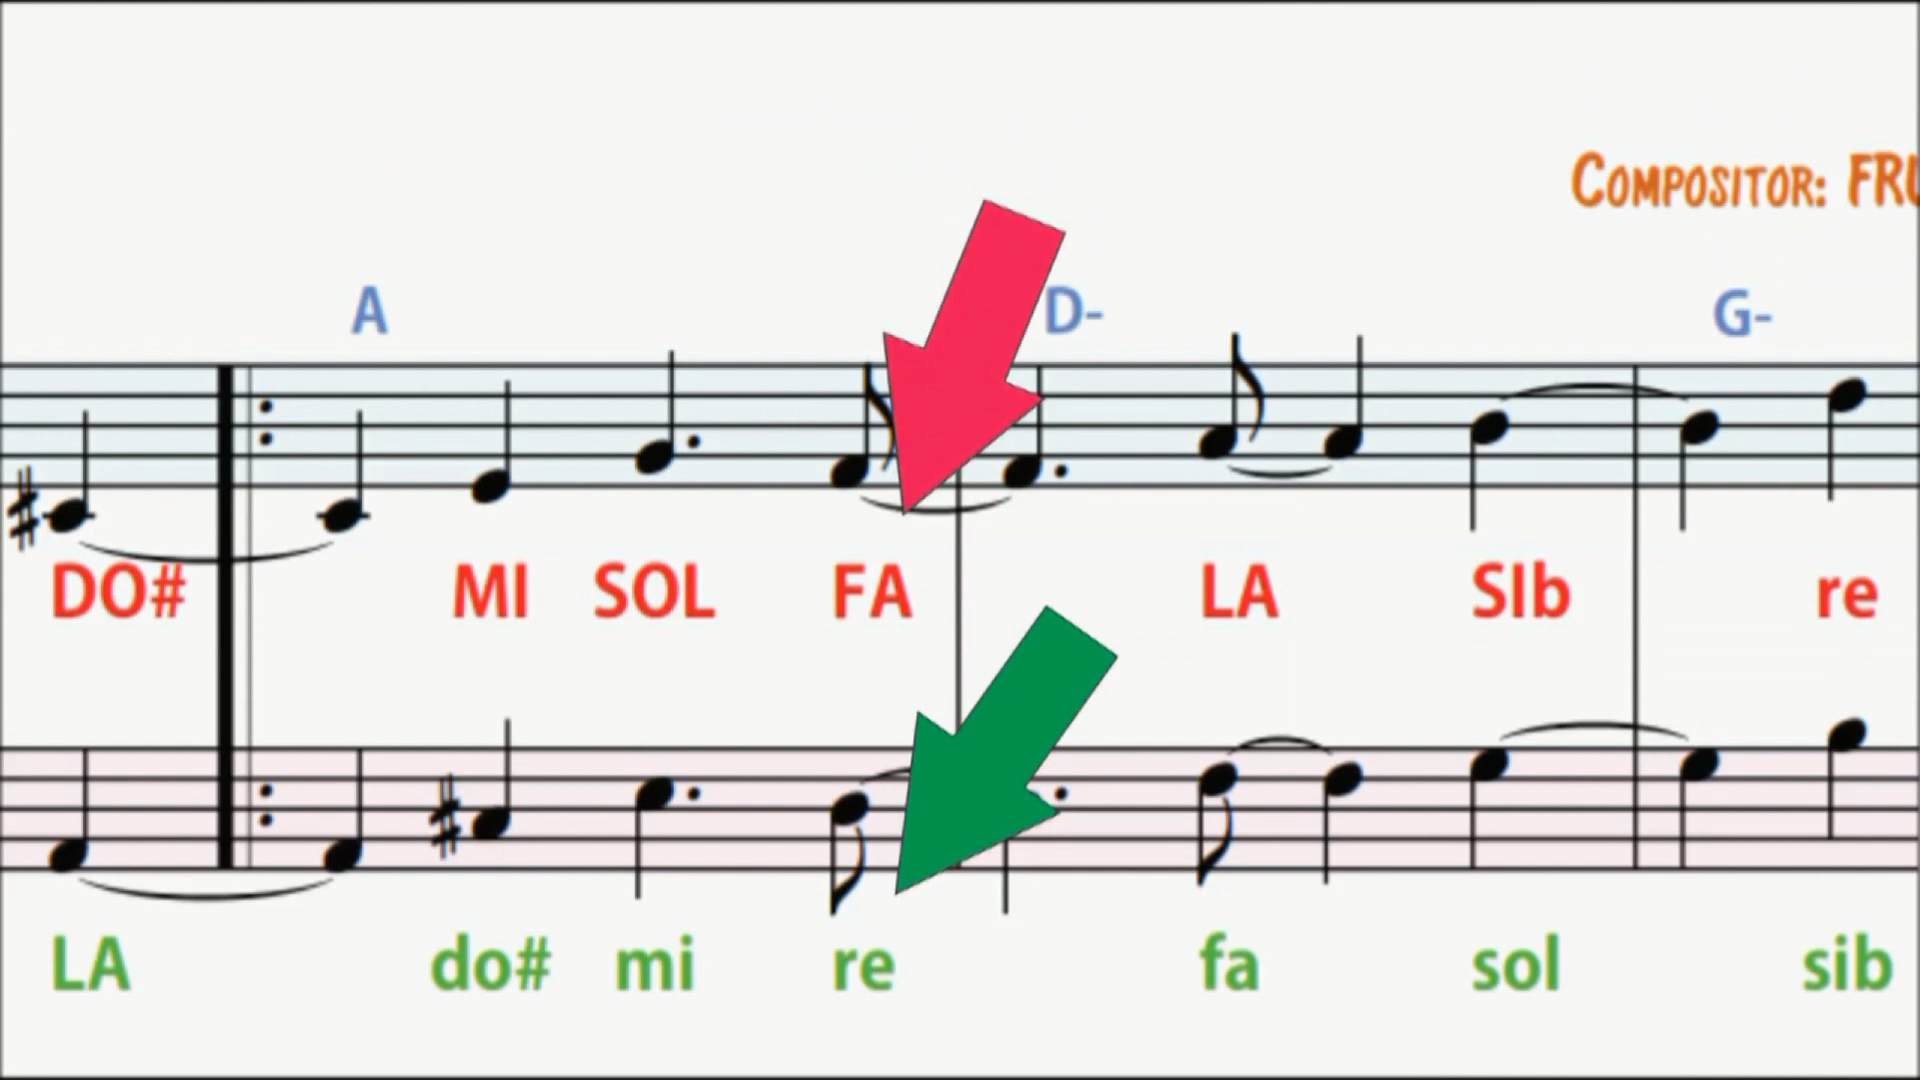 COMPOSITOR: FRU
A D- G-
DO# MI SOL FA LA SIb re
LA do# mi re fa sol sib